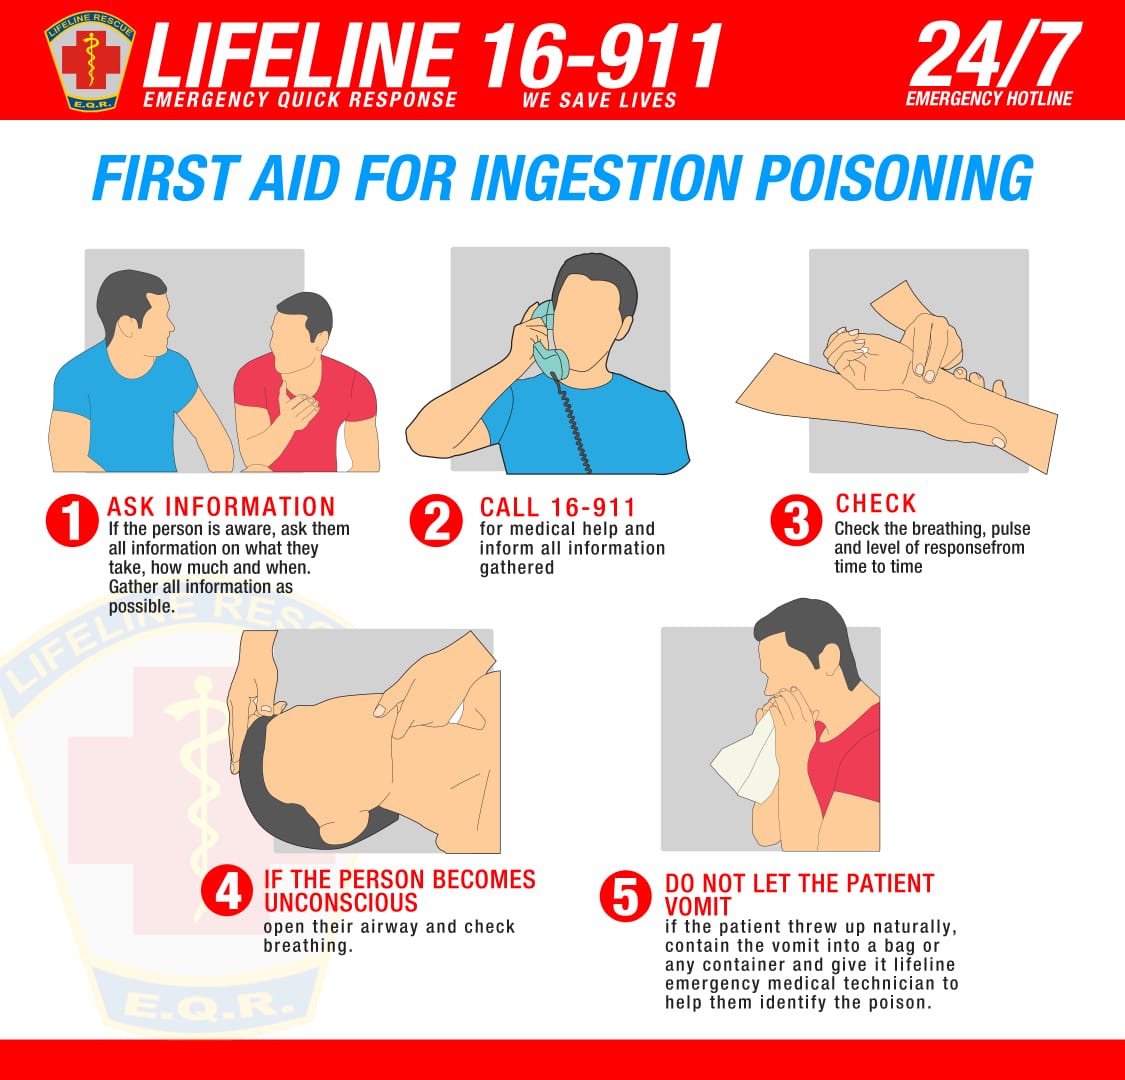 LIFELINE RESCUE
E.Q.R.
LIFELINE 16-911
EMERGENCY QUICK RESPONSE
WE SAVE LIVES
24/7
EMERGENCY HOTLINE
FIRST AID FOR INGESTION POISONING
1
ASK INFORMATION
If the person is aware, ask them
all information on what they
take, how much and when.
Gather all information as
possible.
2
CALL 16-911
for medical help and
inform all information
gathered
3
CHECK
Check the breathing, pulse
and level of responsefrom
time to time
4
IF THE PERSON BECOMES
UNCONSCIOUS
open their airway and check
breathing.
5
DO NOT LET THE PATIENT
VOMIT
if the patient threw up naturally,
contain the vomit into a bag or
any container and give it lifeline
emergency medical technician to
help them identify the poison.
LIFELINE RESCU
E.Q.R.